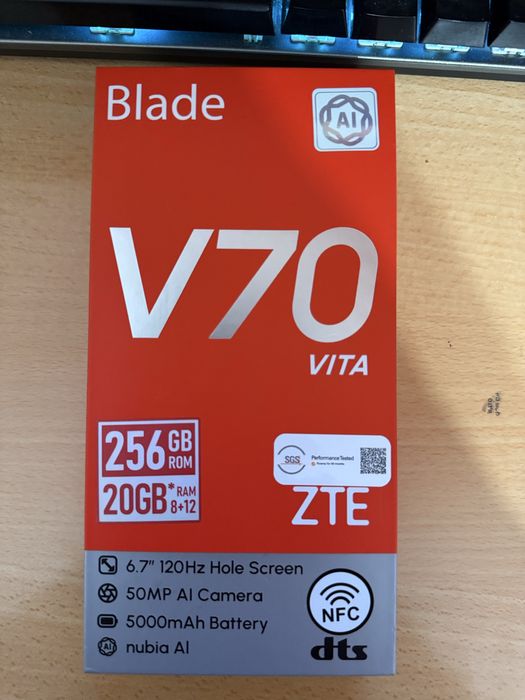 Blade
AI
V70
VITA
256 GB ROM
20GB* RAM 8+12
SGS
Performance Tested
ZTE
6.7" 120Hz Hole Screen
50MP AI Camera
5000mAh Battery
AI nubia AI
NFC
dts